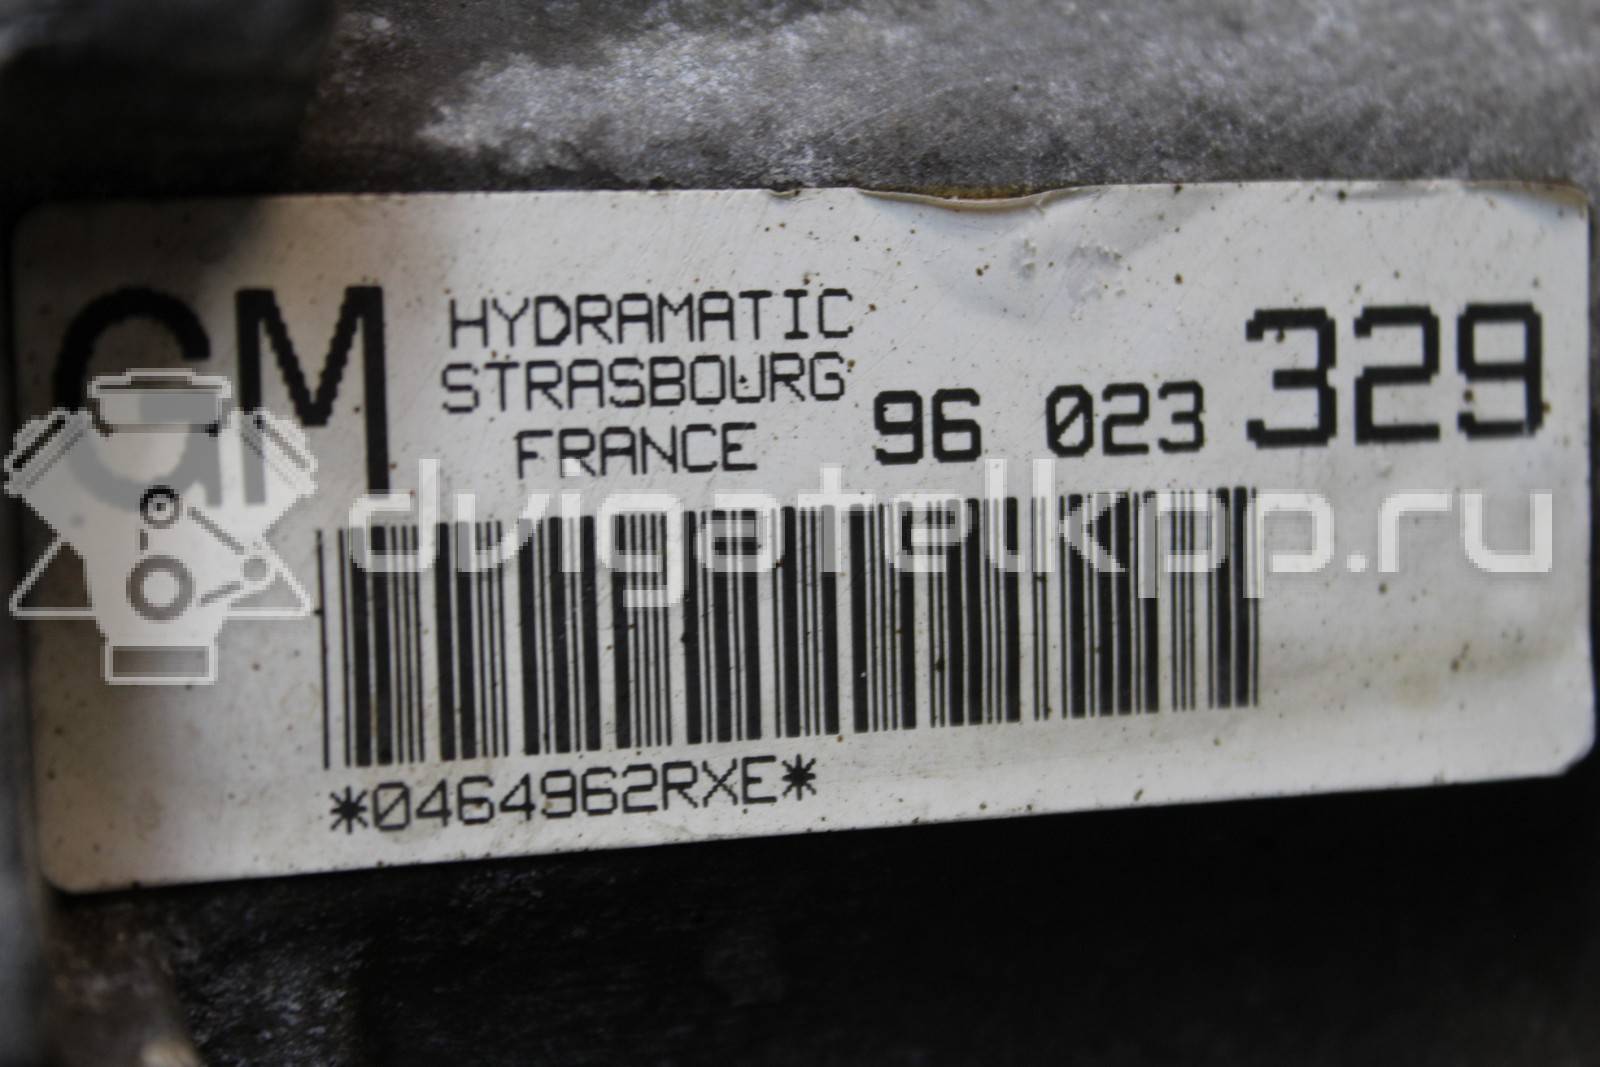 GM
HYDRAMATIC
STRASBOURG
FRANCE
96 023 329
dvigatelkpp.ru
*0464962RXE*